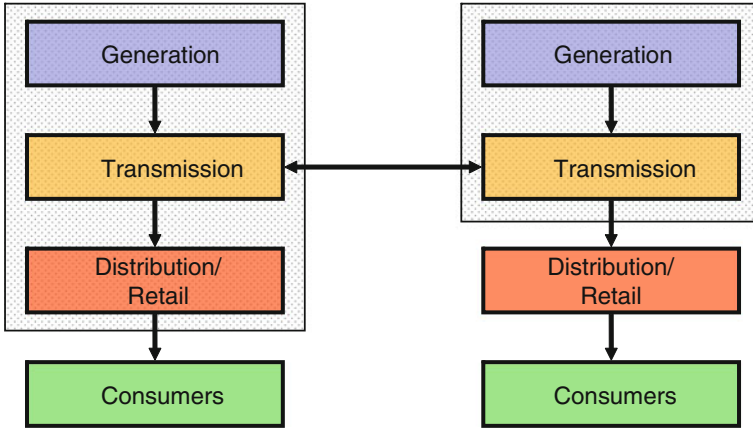 Generation
Transmission
Distribution/
Retail
Consumers
Generation
Transmission
Distribution/
Retail
Consumers